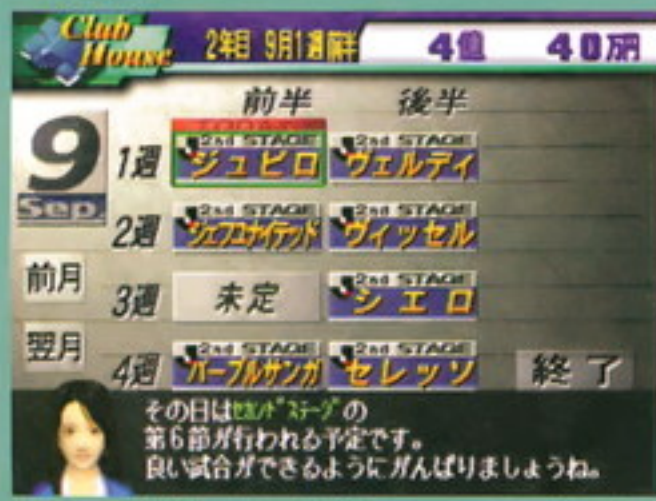 Club House
2年目 9月1週前半 4億 40万円
前半 後半
9 Sep.
1週 TODAY 2nd STAGE ジュビロ 2nd STAGE ヴェルディ
2週 2nd STAGE ジェフユナイテッド 2nd STAGE ヴィッセル
前月
3週 未定 2nd STAGE シエロ
翌月
4週 2nd STAGE パープルサンガ 2nd STAGE セレッソ 終了
その日はセカンドステージの
第6節が行われる予定です。
良い試合ができるようにがんばりましょうね。